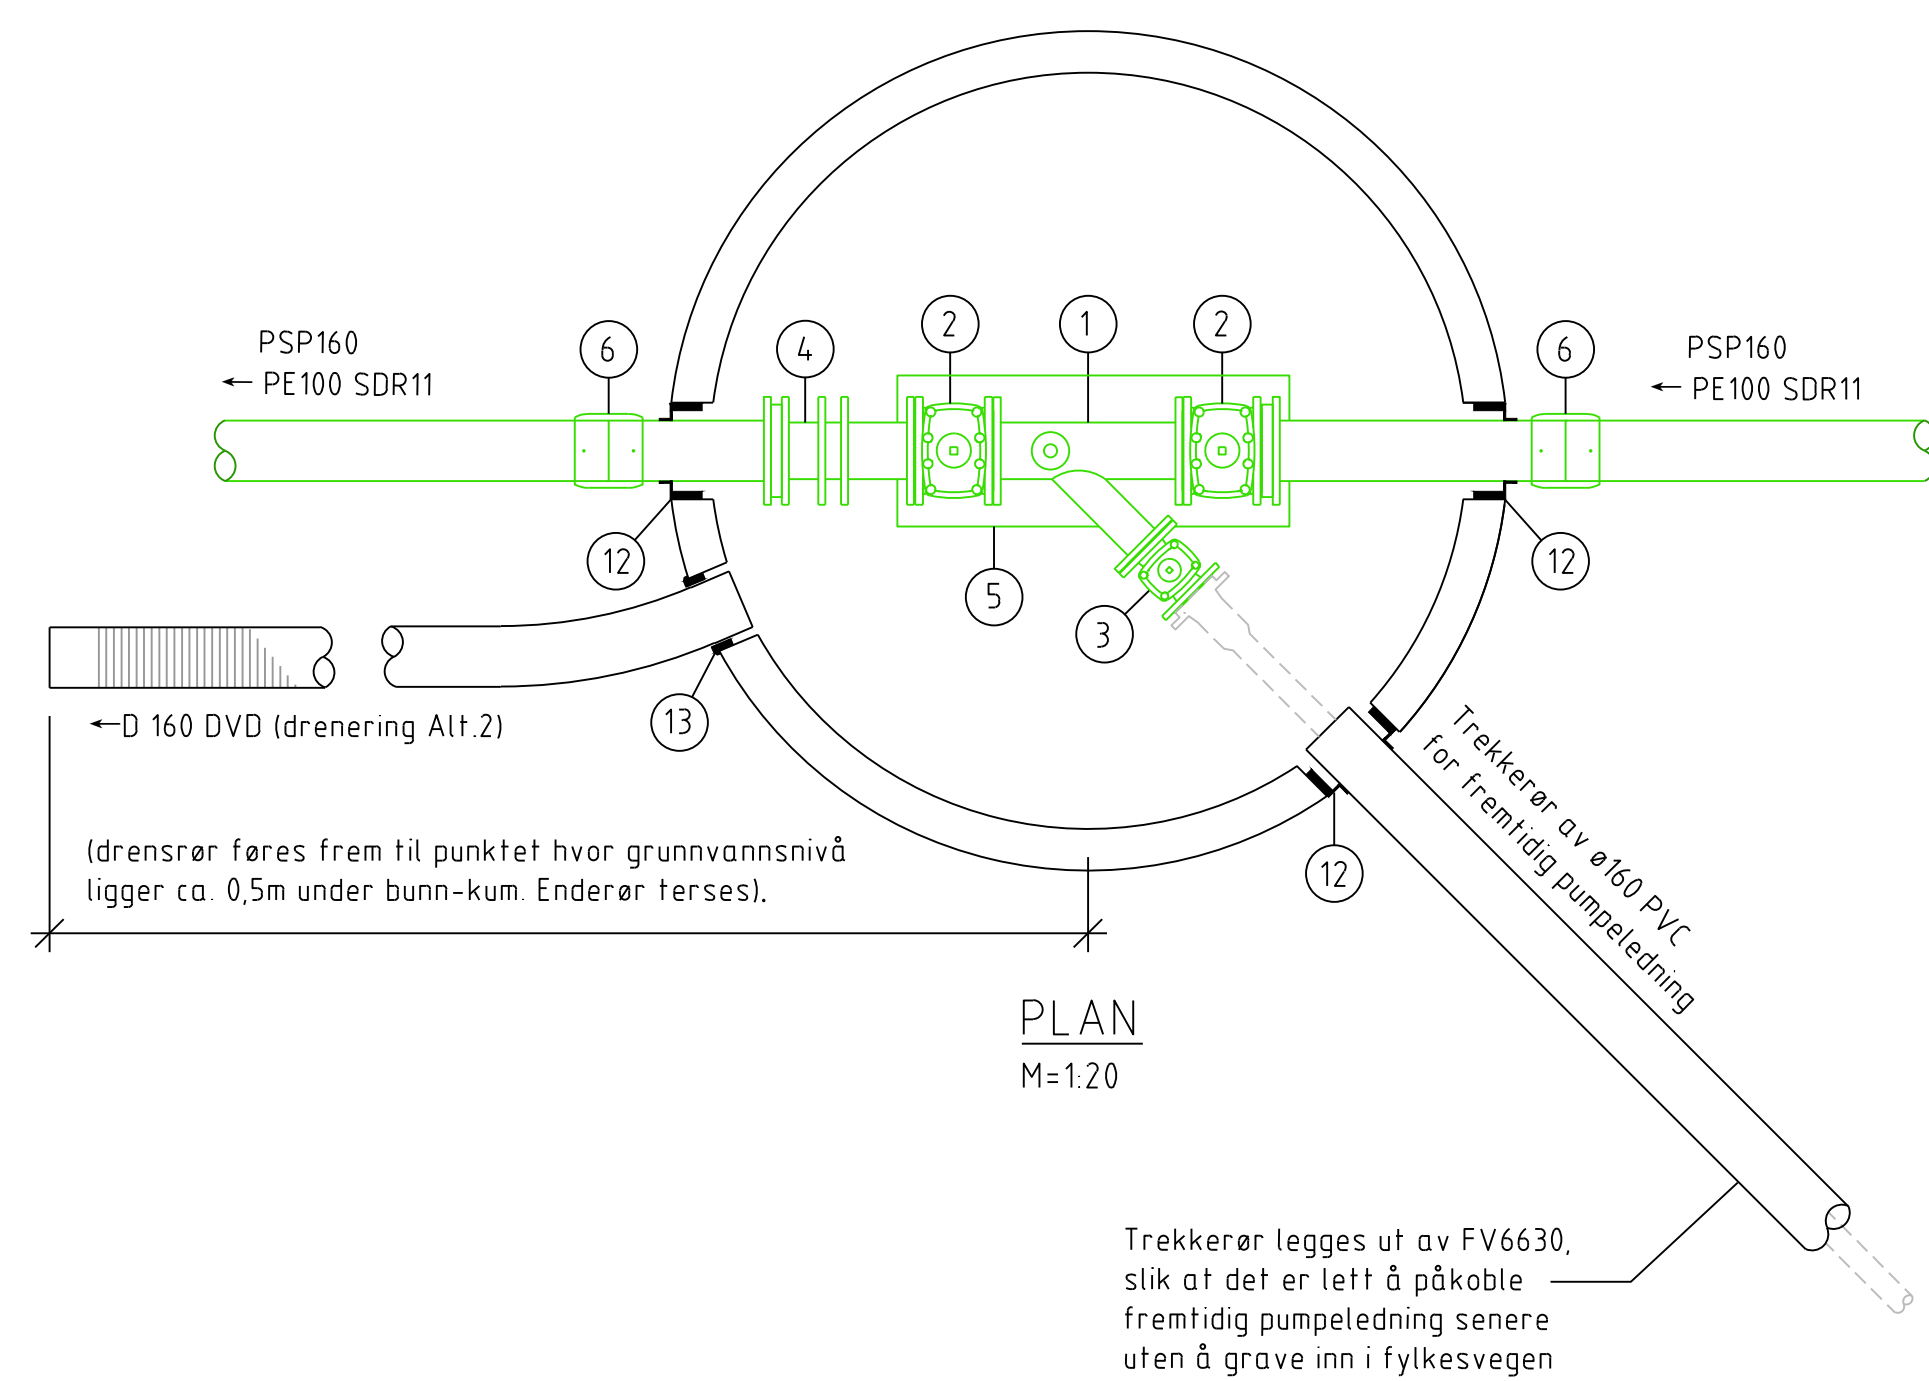 2
1
2
PSP160
← PE100 SDR11
6
4
6
PSP160
← PE100 SDR11
12
5
3
12
13
←D 160 DVD (drenering Alt.2)
Trekkerør av ø160 PVC
for fremtidig pumpeledning
(drensrør føres frem til punktet hvor grunnvannsnivå
ligger ca. 0,5m under bunn-kum. Enderør terses).
12
PLAN
M=1:20
Trekkerør legges ut av FV6630,
slik at det er lett å påkoble
fremtidig pumpeledning senere
uten å grave inn i fylkesvegen